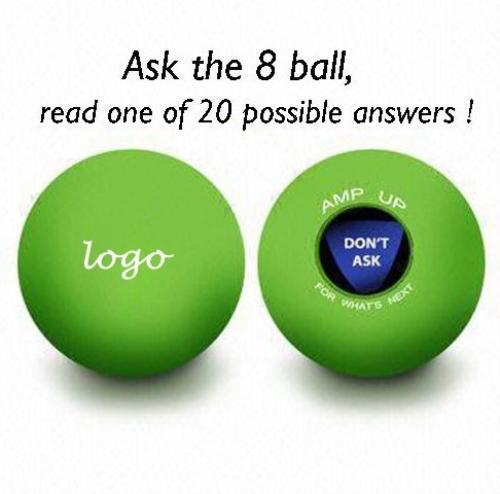 Ask the 8 ball,
read one of 20 possible answers !
logo
AMP UP
DON'T
ASK
FOR WHAT'S NEXT